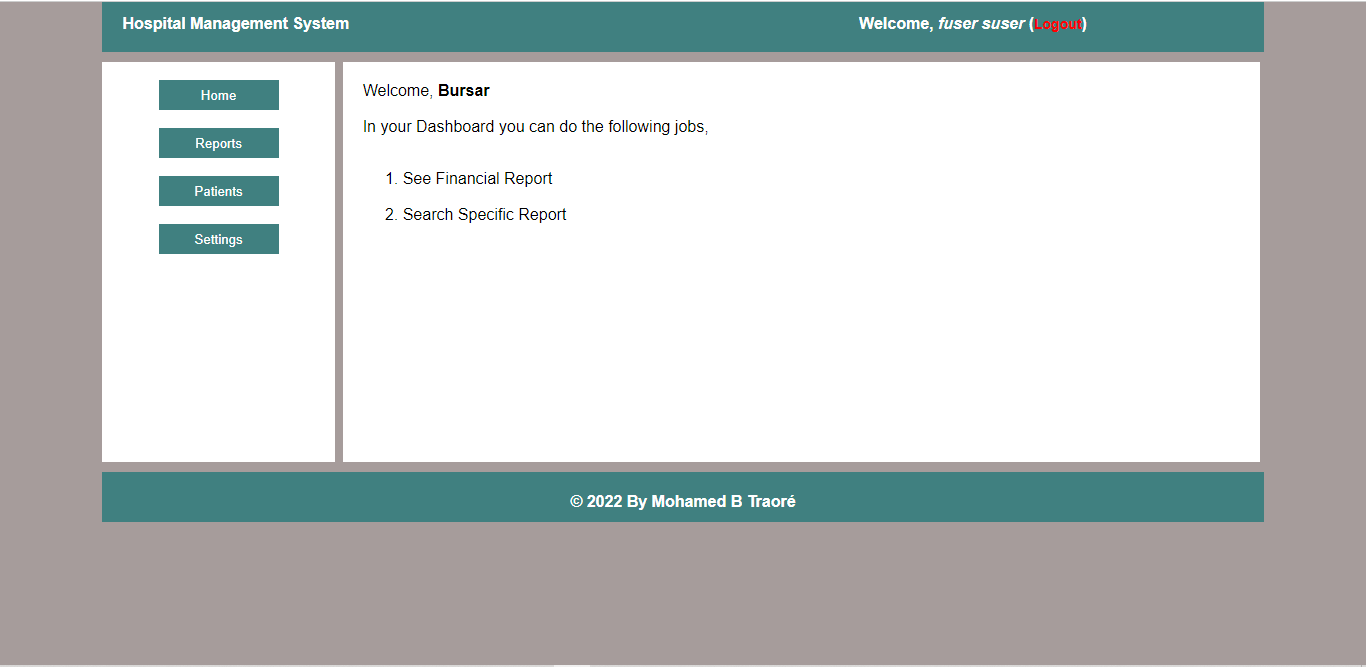 Hospital Management System
Welcome, fuser suser (Logout)
Home
Reports
Patients
Settings
Welcome, Bursar
In your Dashboard you can do the following jobs,
1. See Financial Report
2. Search Specific Report
© 2022 By Mohamed B Traoré